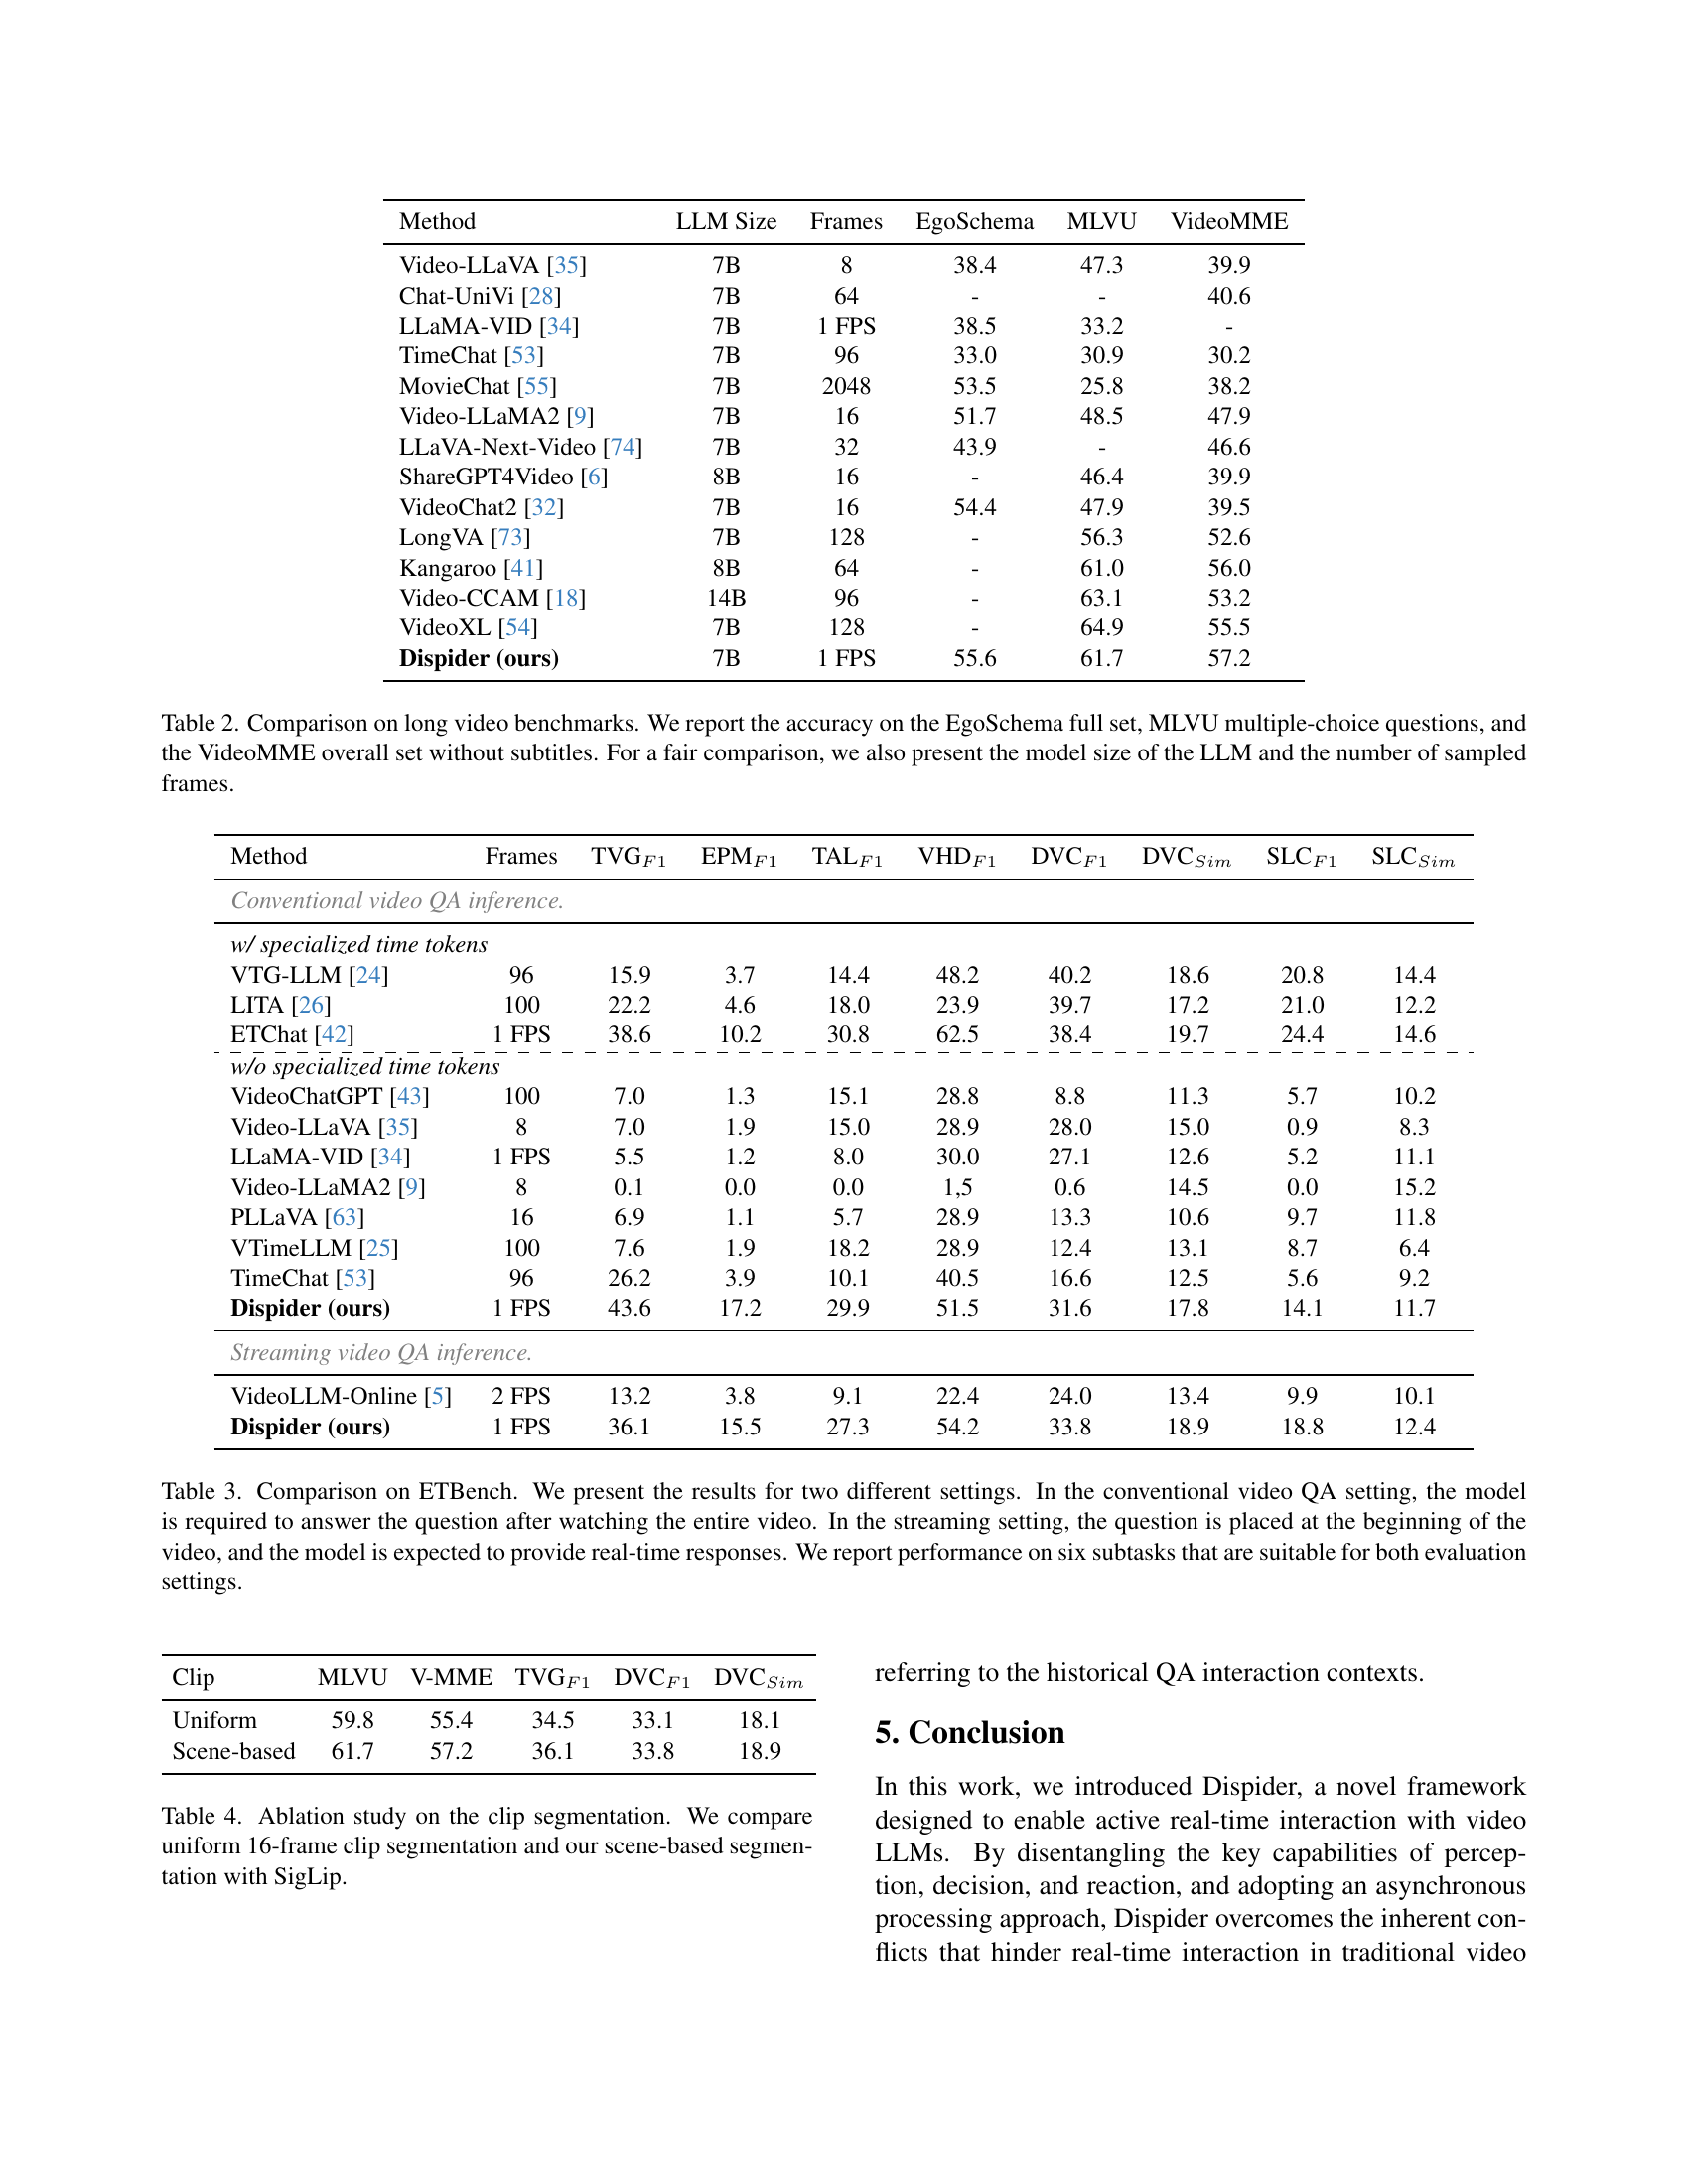 Method LLM Size Frames EgoSchema MLVU VideoMME
Video-LLaVA [35] 7B 8 38.4 47.3 39.9
Chat-UniVi [28] 7B 64 - - 40.6
LLaMA-VID [34] 7B 1 FPS 38.5 33.2 -
TimeChat [53] 7B 96 33.0 30.9 30.2
MovieChat [55] 7B 2048 53.5 25.8 38.2
Video-LLaMA2 [9] 7B 16 51.7 48.5 47.9
LLaVA-Next-Video [74] 7B 32 43.9 - 46.6
ShareGPT4Video [6] 8B 16 - 46.4 39.9
VideoChat2 [32] 7B 16 54.4 47.9 39.5
LongVA [73] 7B 128 - 56.3 52.6
Kangaroo [41] 8B 64 - 61.0 56.0
Video-CCAM [18] 14B 96 - 63.1 53.2
VideoXL [54] 7B 128 - 64.9 55.5
Dispider (ours) 7B 1 FPS 55.6 61.7 57.2
Table 2. Comparison on long video benchmarks. We report the accuracy on the EgoSchema full set, MLVU multiple-choice questions, and
the VideoMME overall set without subtitles. For a fair comparison, we also present the model size of the LLM and the number of sampled
frames.
Method Frames TVG_F1 EPM_F1 TAL_F1 VHD_F1 DVC_F1 DVC_Sim SLC_F1 SLC_Sim
Conventional video QA inference.
w/ specialized time tokens
VTG-LLM [24] 96 15.9 3.7 14.4 48.2 40.2 18.6 20.8 14.4
LITA [26] 100 22.2 4.6 18.0 23.9 39.7 17.2 21.0 12.2
ETChat [42] 1 FPS 38.6 10.2 30.8 62.5 38.4 19.7 24.4 14.6
w/o specialized time tokens
VideoChatGPT [43] 100 7.0 1.3 15.1 28.8 8.8 11.3 5.7 10.2
Video-LLaVA [35] 8 7.0 1.9 15.0 28.9 28.0 15.0 0.9 8.3
LLaMA-VID [34] 1 FPS 5.5 1.2 8.0 30.0 27.1 12.6 5.2 11.1
Video-LLaMA2 [9] 8 0.1 0.0 0.0 1,5 0.6 14.5 0.0 15.2
PLLaVA [63] 16 6.9 1.1 5.7 28.9 13.3 10.6 9.7 11.8
VTimeLLM [25] 100 7.6 1.9 18.2 28.9 12.4 13.1 8.7 6.4
TimeChat [53] 96 26.2 3.9 10.1 40.5 16.6 12.5 5.6 9.2
Dispider (ours) 1 FPS 43.6 17.2 29.9 51.5 31.6 17.8 14.1 11.7
Streaming video QA inference.
VideoLLM-Online [5] 2 FPS 13.2 3.8 9.1 22.4 24.0 13.4 9.9 10.1
Dispider (ours) 1 FPS 36.1 15.5 27.3 54.2 33.8 18.9 18.8 12.4
Table 3. Comparison on ETBench. We present the results for two different settings. In the conventional video QA setting, the model
is required to answer the question after watching the entire video. In the streaming setting, the question is placed at the beginning of the
video, and the model is expected to provide real-time responses. We report performance on six subtasks that are suitable for both evaluation
settings.
Clip MLVU V-MME TVG_F1 DVC_F1 DVC_Sim
Uniform 59.8 55.4 34.5 33.1 18.1
Scene-based 61.7 57.2 36.1 33.8 18.9
Table 4. Ablation study on the clip segmentation. We compare
uniform 16-frame clip segmentation and our scene-based segmen-
tation with SigLip.
referring to the historical QA interaction contexts.
5. Conclusion
In this work, we introduced Dispider, a novel framework
designed to enable active real-time interaction with video
LLMs. By disentangling the key capabilities of percep-
tion, decision, and reaction, and adopting an asynchronous
processing approach, Dispider overcomes the inherent con-
flicts that hinder real-time interaction in traditional video